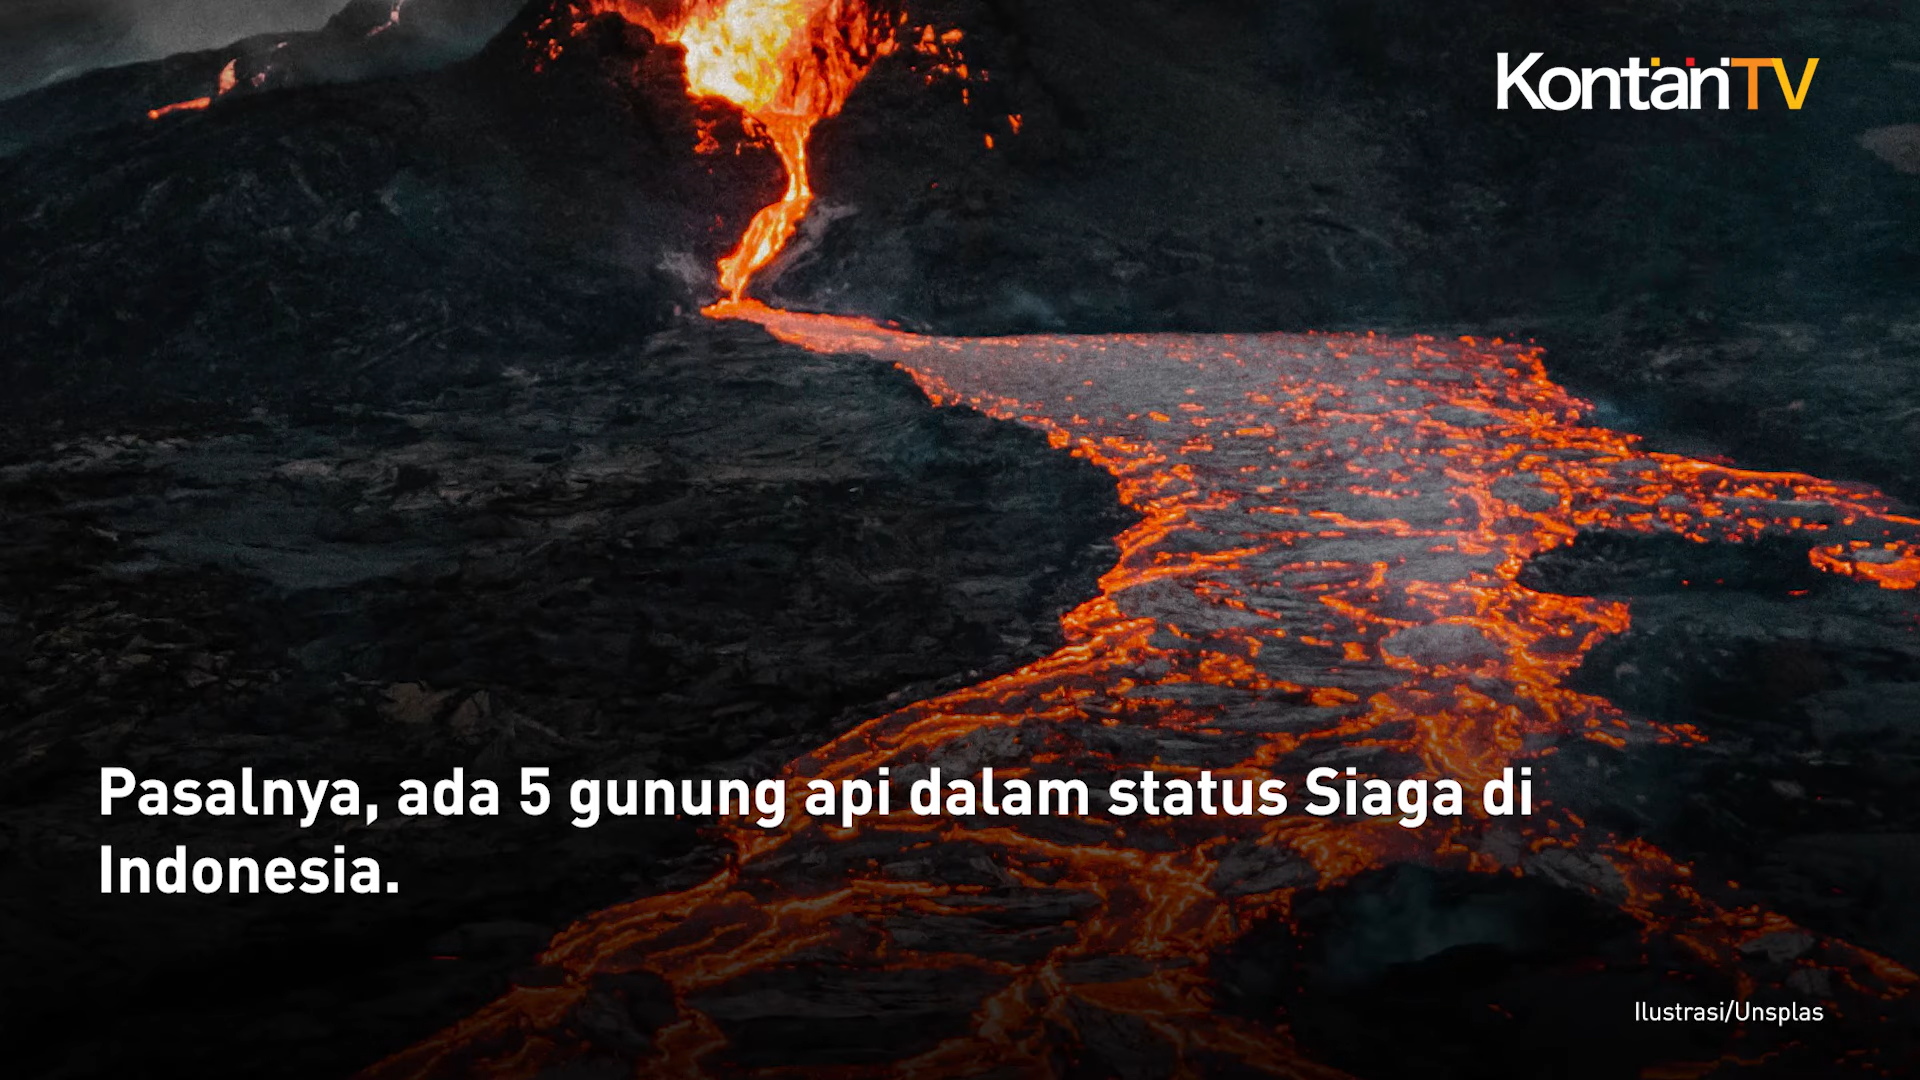 KontanTV
Pasalnya, ada 5 gunung api dalam status Siaga di
Indonesia.
Ilustrasi/Unsplas